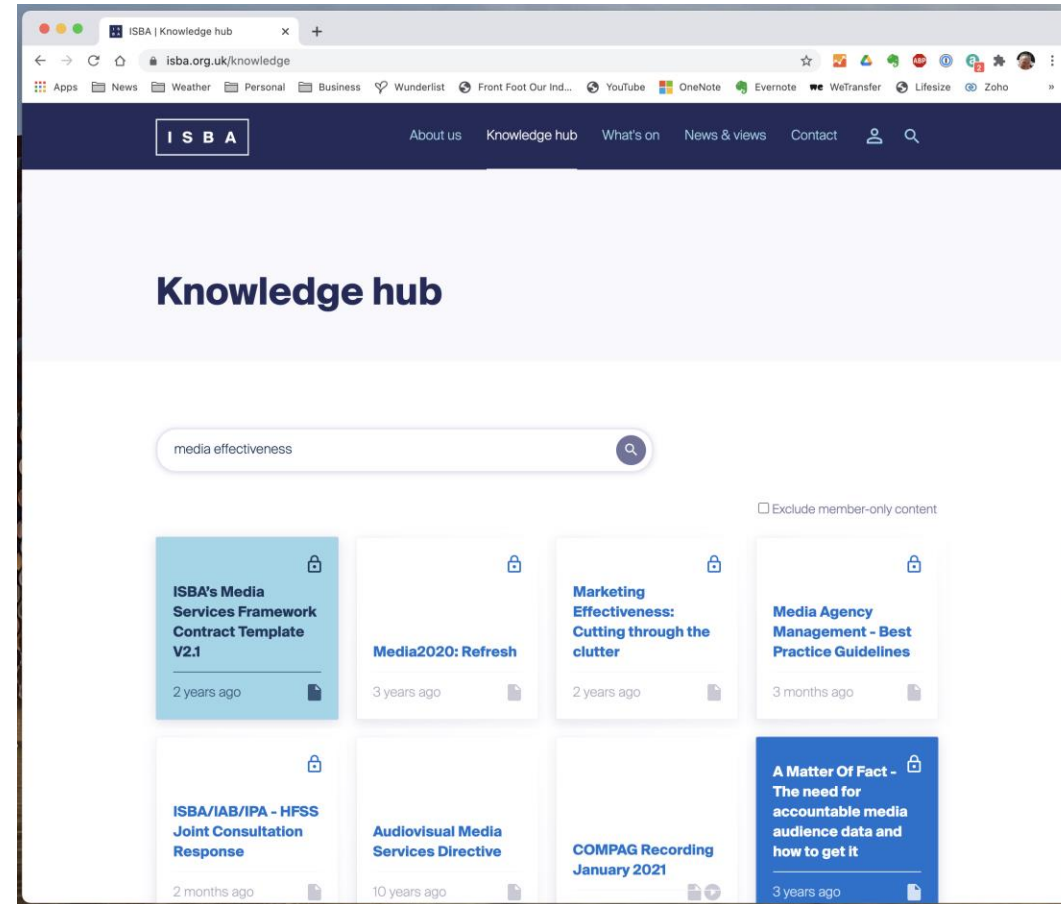 ISBA | Knowledge hub
isba.org.uk/knowledge
ABP
2
Apps News Weather Personal Business Wunderlist Front Foot Our Ind... YouTube OneNote Evernote we WeTransfer Lifesize Zoho »
ISBA About us Knowledge hub What's on News & views Contact
Knowledge hub
media effectiveness
Exclude member-only content
ISBA's Media
Services Framework
Contract Template
V2.1
2 years ago
Media2020: Refresh
3 years ago
Marketing
Effectiveness:
Cutting through the
clutter
2 years ago
Media Agency
Management - Best
Practice Guidelines
3 months ago
ISBA/IAB/IPA - HFSS
Joint Consultation
Response
2 months ago
Audiovisual Media
Services Directive
10 years ago
COMPAG Recording
January 2021
A Matter Of Fact -
The need for
accountable media
audience data and
how to get it
3 years ago